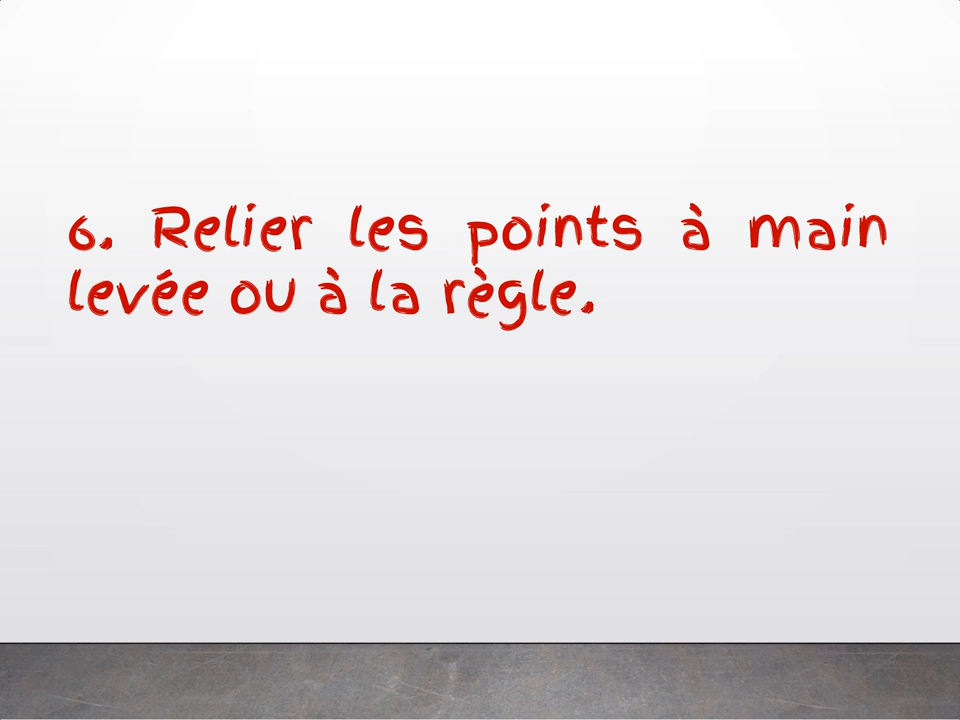 6. Relier les points à main
levée ou à la règle.